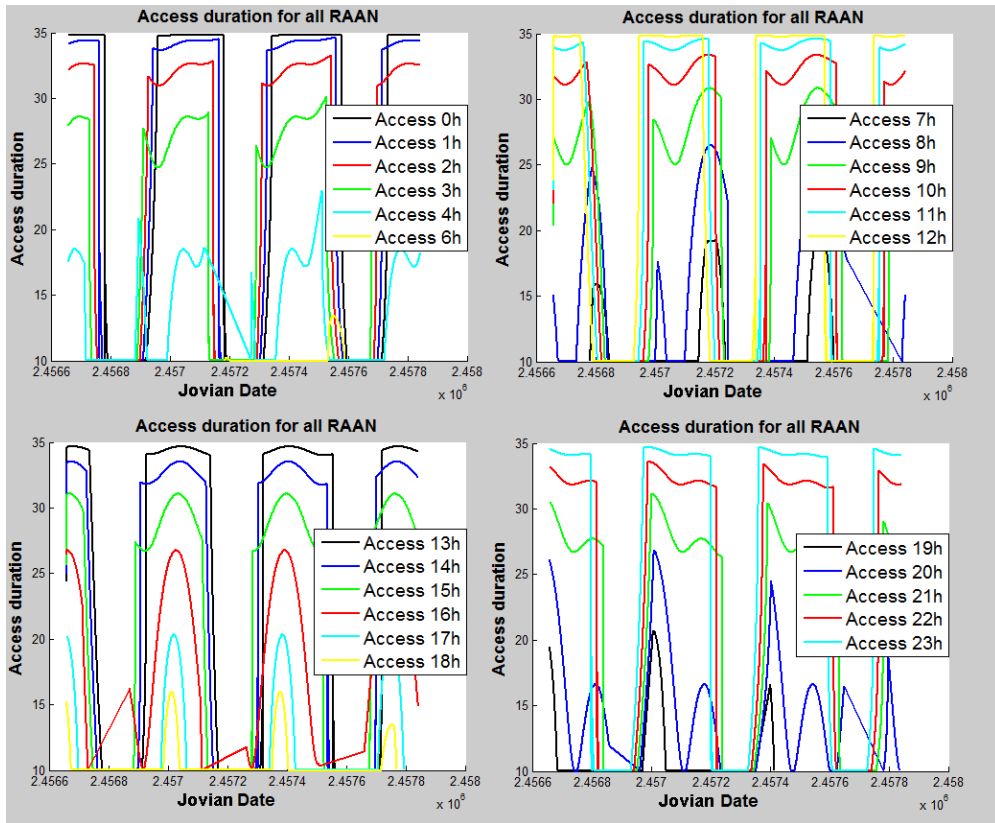 Access duration for all RAAN
35
30
25
20
15
10
Access duration
2.4566 2.4568 2.457 2.4572 2.4574 2.4576 2.4578 2.458
Jovian Date
x 10^6
Access 0h
Access 1h
Access 2h
Access 3h
Access 4h
Access 6h
Access duration for all RAAN
35
30
25
20
15
10
Access duration
2.4566 2.4568 2.457 2.4572 2.4574 2.4576 2.4578 2.458
Jovian Date
x 10^6
Access 7h
Access 8h
Access 9h
Access 10h
Access 11h
Access 12h
Access duration for all RAAN
35
30
25
20
15
10
Access duration
2.4566 2.4568 2.457 2.4572 2.4574 2.4576 2.4578 2.458
Jovian Date
x 10^6
Access 13h
Access 14h
Access 15h
Access 16h
Access 17h
Access 18h
Access duration for all RAAN
35
30
25
20
15
10
Access duration
2.4566 2.4568 2.457 2.4572 2.4574 2.4576 2.4578 2.458
Jovian Date
x 10^6
Access 19h
Access 20h
Access 21h
Access 22h
Access 23h